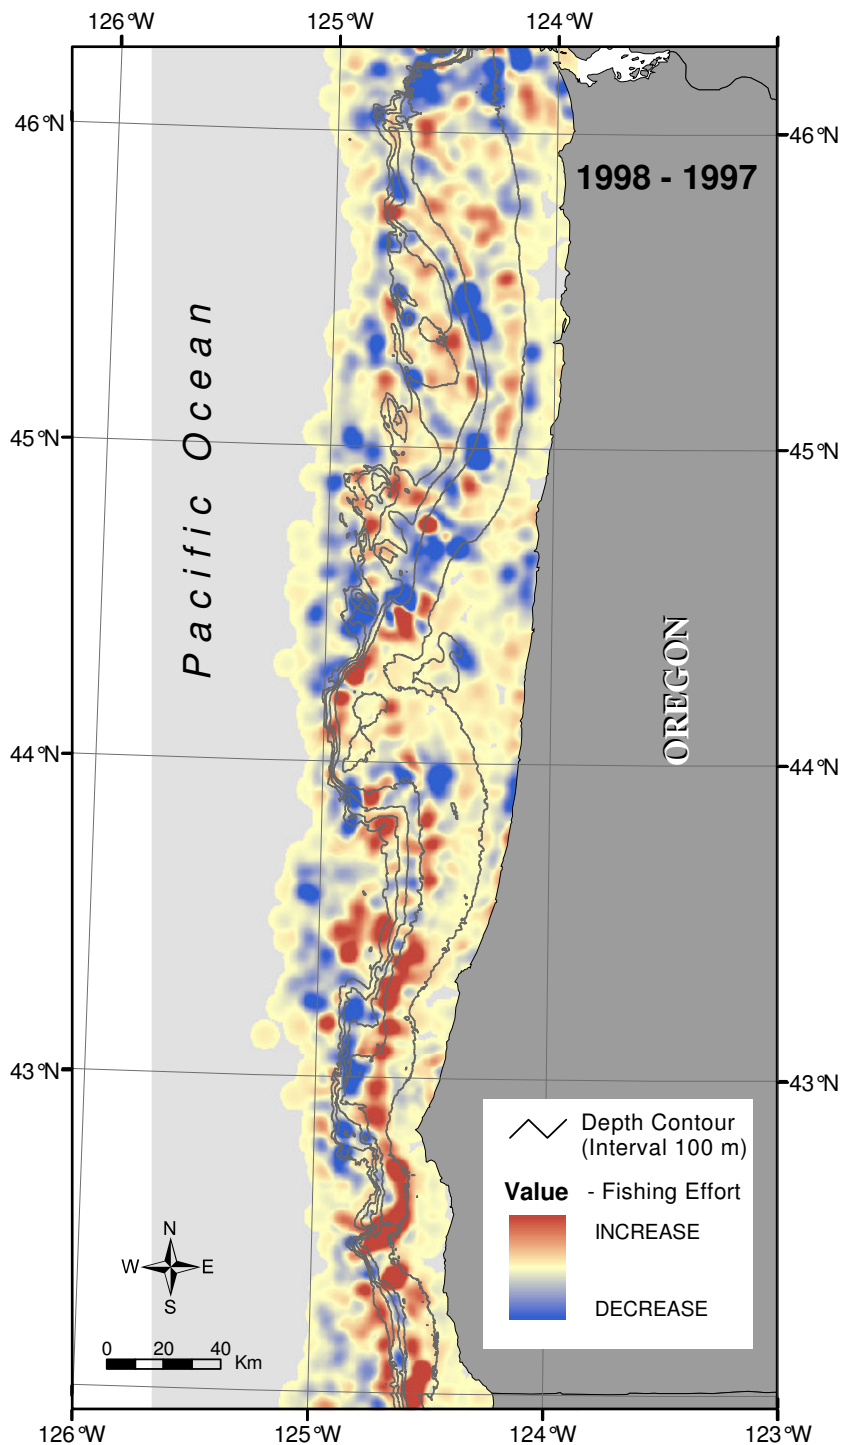 126°W 125°W 124°W
46°N 46°N
1998 - 1997
Pacific Ocean
45°N 45°N
OREGON
44°N 44°N
43°N 43°N
Depth Contour
(Interval 100 m)
Value - Fishing Effort
INCREASE
DECREASE
N
W E
S
0 20 40
Km
126°W 125°W 124°W 123°W